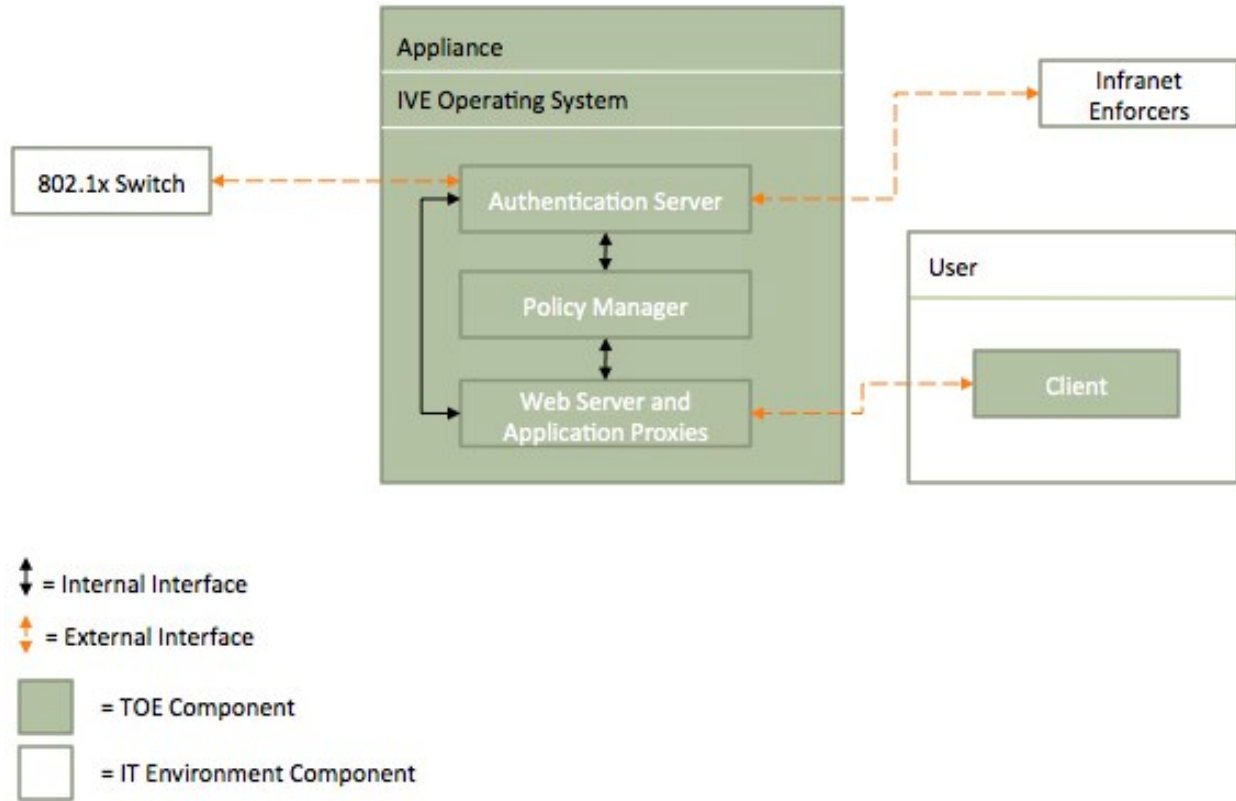 Appliance
IVE Operating System
Infranet
Enforcers
802.1x Switch
Authentication Server
Policy Manager
Web Server and
Application Proxies
User
Client
= Internal Interface
= External Interface
= TOE Component
= IT Environment Component